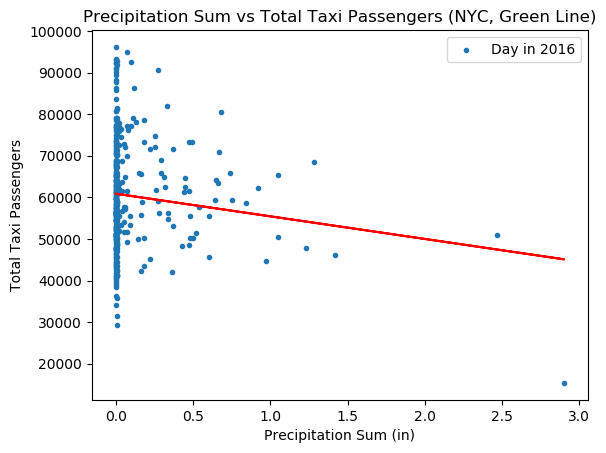 Precipitation Sum vs Total Taxi Passengers (NYC, Green Line)
Day in 2016
100000
90000
80000
70000
60000
50000
40000
30000
20000
Total Taxi Passengers
0.0 0.5 1.0 1.5 2.0 2.5 3.0
Precipitation Sum (in)